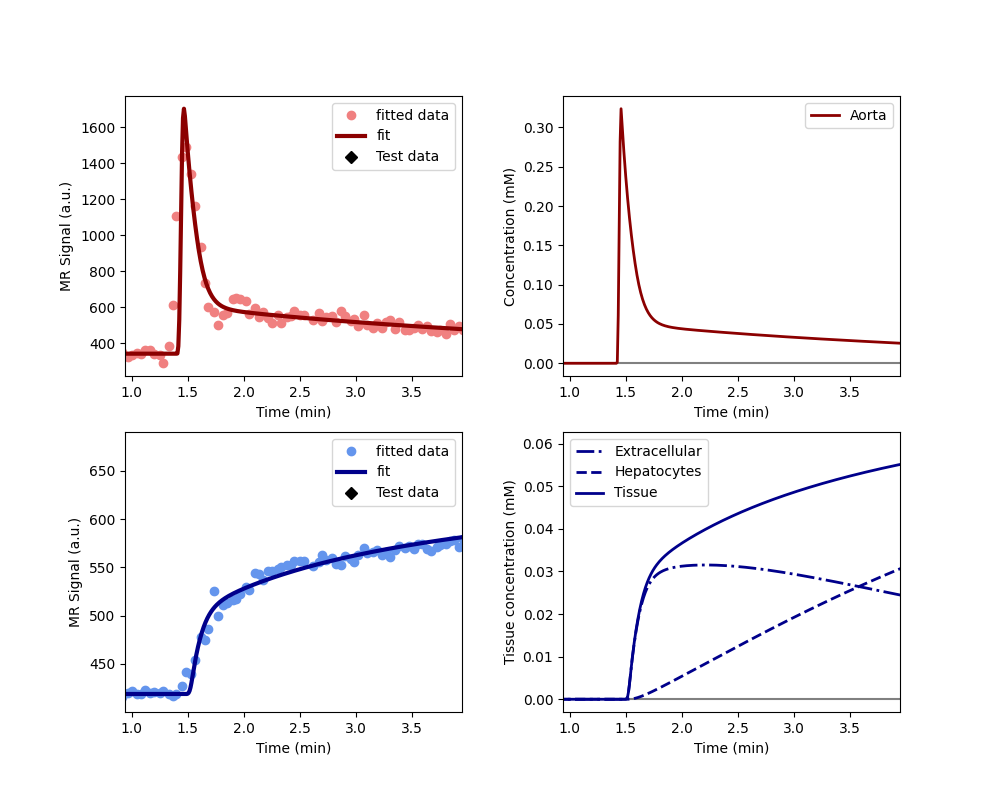 MR Signal (a.u.)
1600
1400
1200
1000
800
600
400
fitted data
fit
Test data
1.0 1.5 2.0 2.5 3.0 3.5
Time (min)
Concentration (mM)
0.30
0.25
0.20
0.15
0.10
0.05
0.00
Aorta
1.0 1.5 2.0 2.5 3.0 3.5
Time (min)
MR Signal (a.u.)
650
600
550
500
450
fitted data
fit
Test data
1.0 1.5 2.0 2.5 3.0 3.5
Time (min)
Tissue concentration (mM)
0.06
0.05
0.04
0.03
0.02
0.01
0.00
Extracellular
Hepatocytes
Tissue
1.0 1.5 2.0 2.5 3.0 3.5
Time (min)